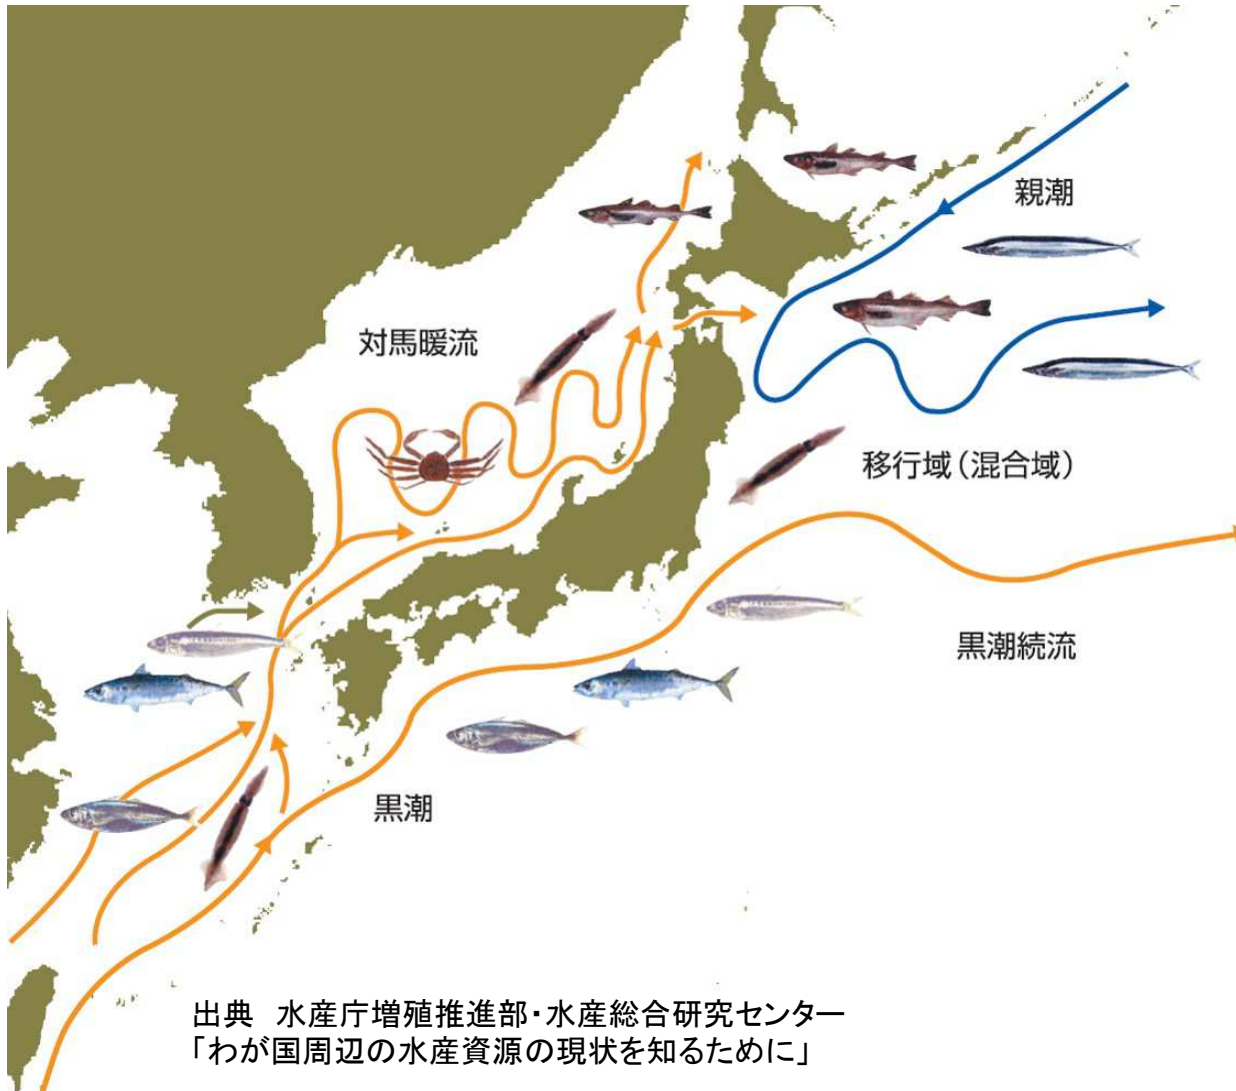 親潮
対馬暖流
移行域（混合域）
黒潮続流
黒潮
出典　水産庁増殖推進部・水産総合研究センター
「わが国周辺の水産資源の現状を知るために」